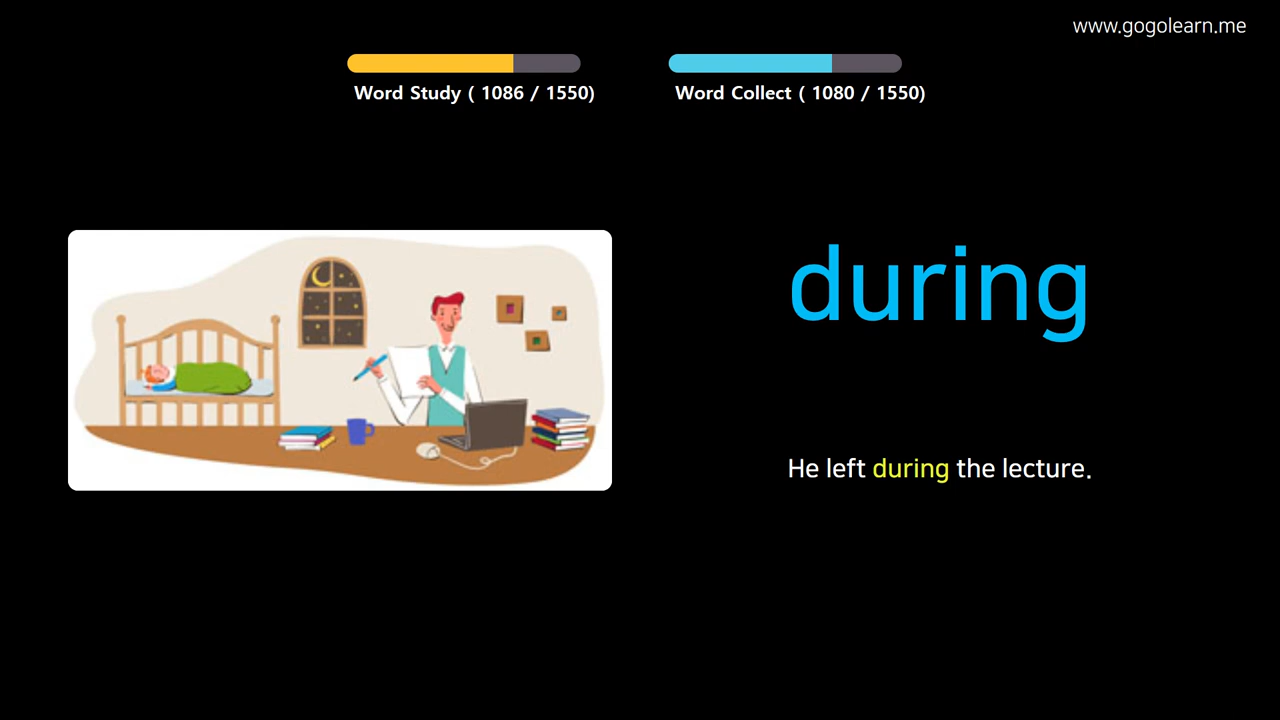 www.gogolearn.me
Word Study ( 1086 / 1550)
Word Collect ( 1080 / 1550)
during
He left during the lecture.